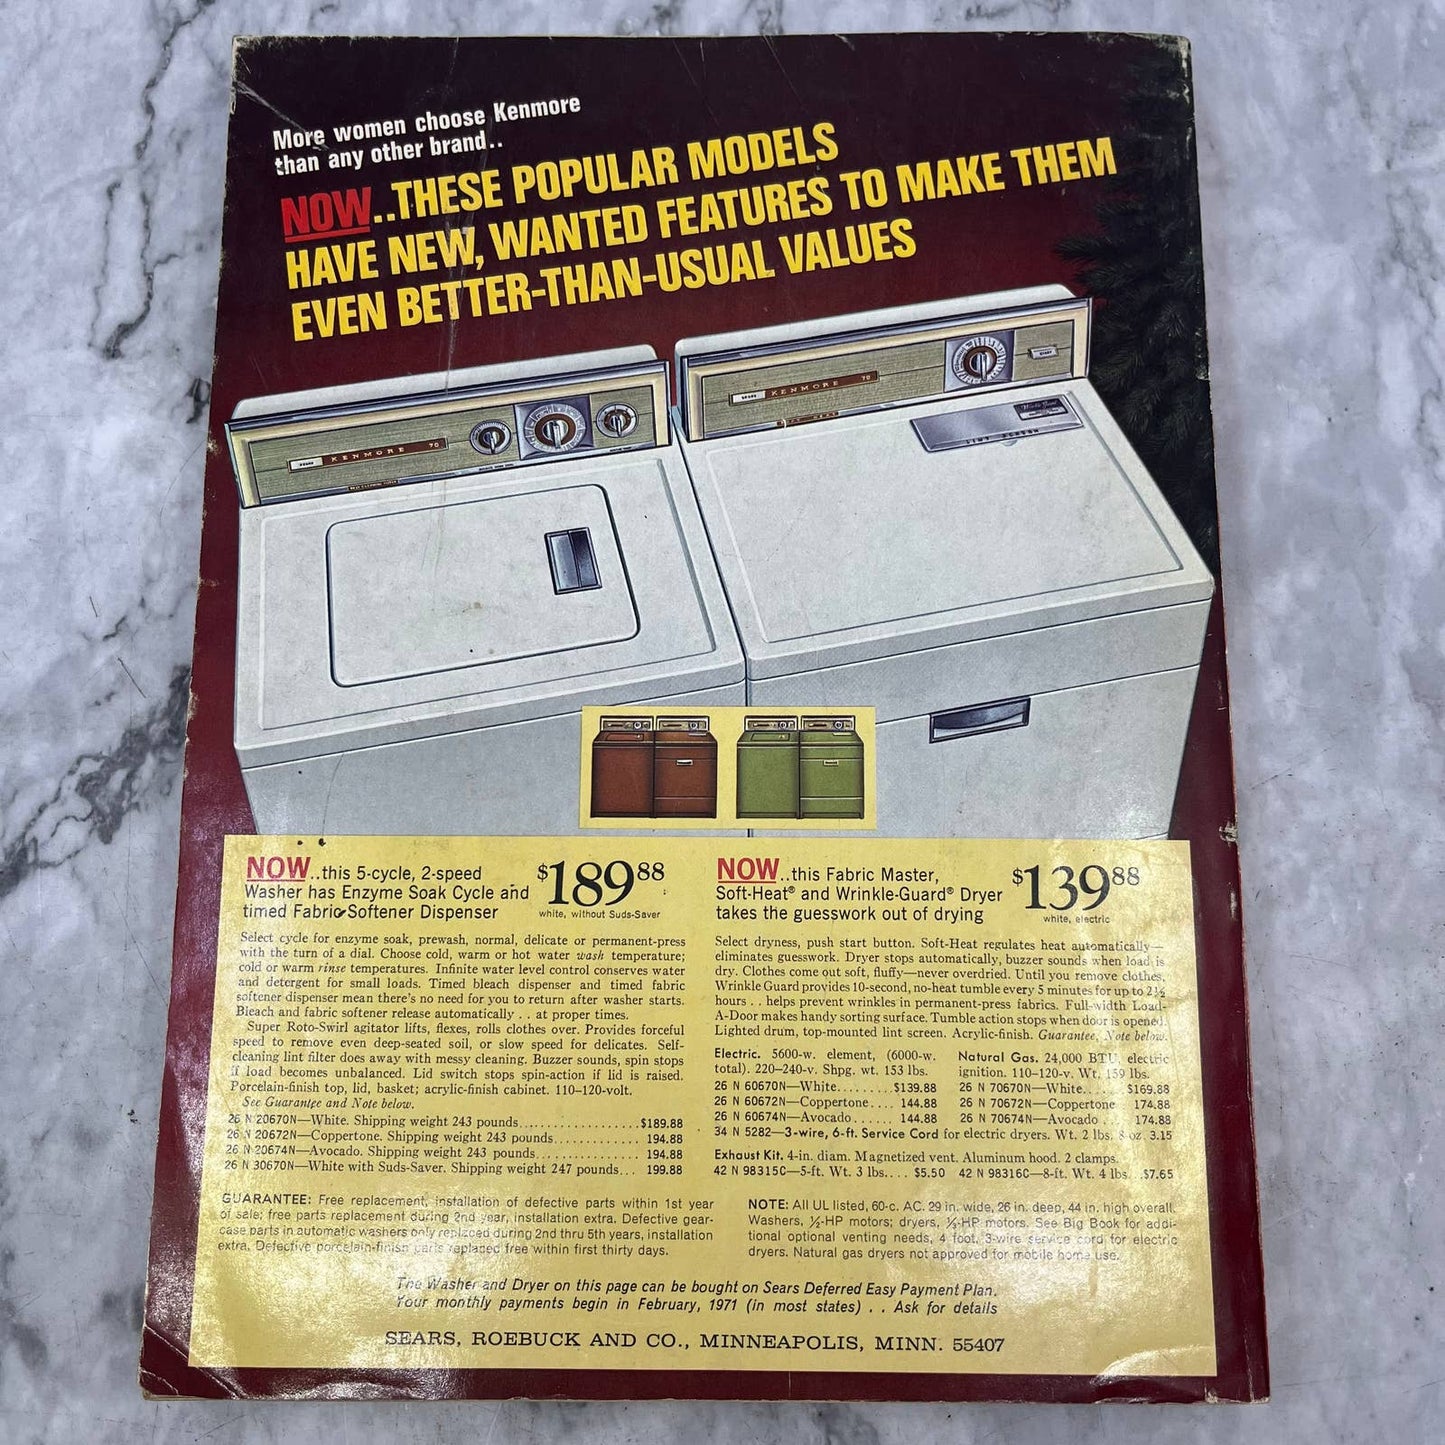 More women choose Kenmore
than any other brand..
NOW..THESE POPULAR MODELS
HAVE NEW, WANTED FEATURES TO MAKE THEM
EVEN BETTER-THAN-USUAL VALUES
SEARS KENMORE 70
SEARS KENMORE 70
SOFT HEAT
START
LINT SCREEN
NOW..this 5-cycle, 2-speed
Washer has Enzyme Soak Cycle and
timed Fabric Softener Dispenser
$189.88
white, without Suds-Saver
Select cycle for enzyme soak, prewash, normal, delicate or permanent-press
with the turn of a dial. Choose cold, warm or hot water wash temperature;
cold or warm rinse temperatures. Infinite water level control conserves water
and detergent for small loads. Timed bleach dispenser and timed fabric
softener dispenser mean there's no need for you to return after washer starts.
Bleach and fabric softener release automatically . . at proper times.
Super Roto-Swirl agitator lifts, flexes, rolls clothes over. Provides forceful
speed to remove even deep-seated soil, or slow speed for delicates. Self-
cleaning lint filter does away with messy cleaning. Buzzer sounds, spin stops
if load becomes unbalanced. Lid switch stops spin-action if lid is raised.
Porcelain-finish top, lid, basket; acrylic-finish cabinet. 110-120-volt.
See Guarantee and Note below.
26 N 20670N—White. Shipping weight 243 pounds.................$189.88
26 N 20672N—Coppertone. Shipping weight 243 pounds.............. 194.88
26 N 20674N—Avocado. Shipping weight 243 pounds................. 194.88
26 N 30670N—White with Suds-Saver. Shipping weight 247 pounds... 199.88
NOW..this Fabric Master,
Soft-Heat® and Wrinkle-Guard® Dryer
takes the guesswork out of drying
$139.88
white, electric
Select dryness, push start button. Soft-Heat regulates heat automatically—
eliminates guesswork. Dryer stops automatically, buzzer sounds when load is
dry. Clothes come out soft, fluffy—never overdried. Until you remove clothes,
Wrinkle Guard provides 10-second, no-heat tumble every 5 minutes for up to 2½
hours . . helps prevent wrinkles in permanent-press fabrics. Full-width Load-
A-Door makes handy sorting surface. Tumble action stops when door is opened.
Lighted drum, top-mounted lint screen. Acrylic-finish. Guarantee, Note below.
Electric. 5600-w. element, (6000-w.
total). 220-240-v. Shpg. wt. 153 lbs.
26 N 60670N—White........$139.88
26 N 60672N—Coppertone.... 144.88
26 N 60674N—Avocado...... 144.88
Natural Gas. 24,000 BTU, electric
ignition. 110-120-v. Wt. 159 lbs.
26 N 70670N—White...... $169.88
26 N 70672N—Coppertone 174.88
26 N 70674N—Avocado . 174.88
34 N 5282—3-wire, 6-ft. Service Cord for electric dryers. Wt. 2 lbs. 8 oz. 3.15
Exhaust Kit. 4-in. diam. Magnetized vent. Aluminum hood. 2 clamps.
42 N 98315C—5-ft. Wt. 3 lbs.... $5.50 42 N 98316C—8-ft. Wt. 4 lbs. .$7.65
GUARANTEE: Free replacement, installation of defective parts within 1st year
of sale; free parts replacement during 2nd year, installation extra. Defective gear-
case parts in automatic washers only replaced during 2nd thru 5th years, installation
extra. Defective porcelain-finish parts replaced free within first thirty days.
NOTE: All UL listed, 60-c. AC. 29 in. wide, 26 in. deep, 44 in. high overall.
Washers, ½-HP motors; dryers, ⅓-HP motors. See Big Book for addi-
tional optional venting needs, 4 foot, 3-wire service cord for electric
dryers. Natural gas dryers not approved for mobile home use.
The Washer and Dryer on this page can be bought on Sears Deferred Easy Payment Plan.
Your monthly payments begin in February, 1971 (in most states) . . Ask for details
SEARS, ROEBUCK AND CO., MINNEAPOLIS, MINN. 55407